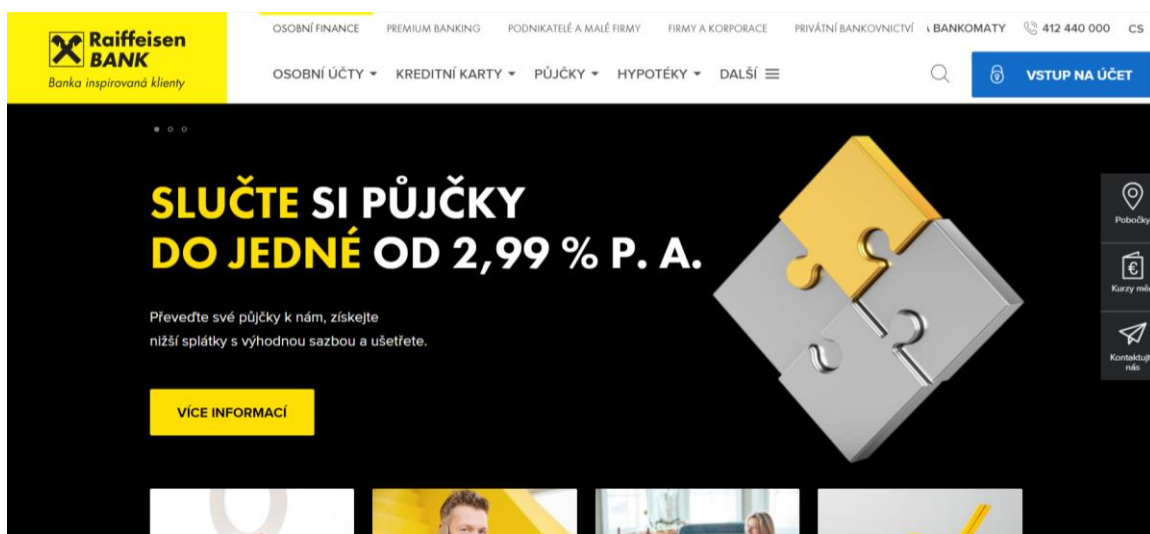 Raiffeisen
BANK
Banka inspirovaná klienty
OSOBNÍ FINANCE PREMIUM BANKING PODNIKATELÉ A MALÉ FIRMY FIRMY A KORPORACE PRIVÁTNÍ BANKOVNICTVÍ BANKOMATY 412 440 000 CS
OSOBNÍ ÚČTY KREDITNÍ KARTY PŮJČKY HYPOTÉKY DALŠÍ
VSTUP NA ÚČET
SLUČTE SI PŮJČKY
DO JEDNÉ OD 2,99 % P. A.
Převeďte své půjčky k nám, získejte
nižší splátky s výhodnou sazbou a ušetřete.
VÍCE INFORMACÍ
Pobočky
Kurzy
Kontaktujt
nás